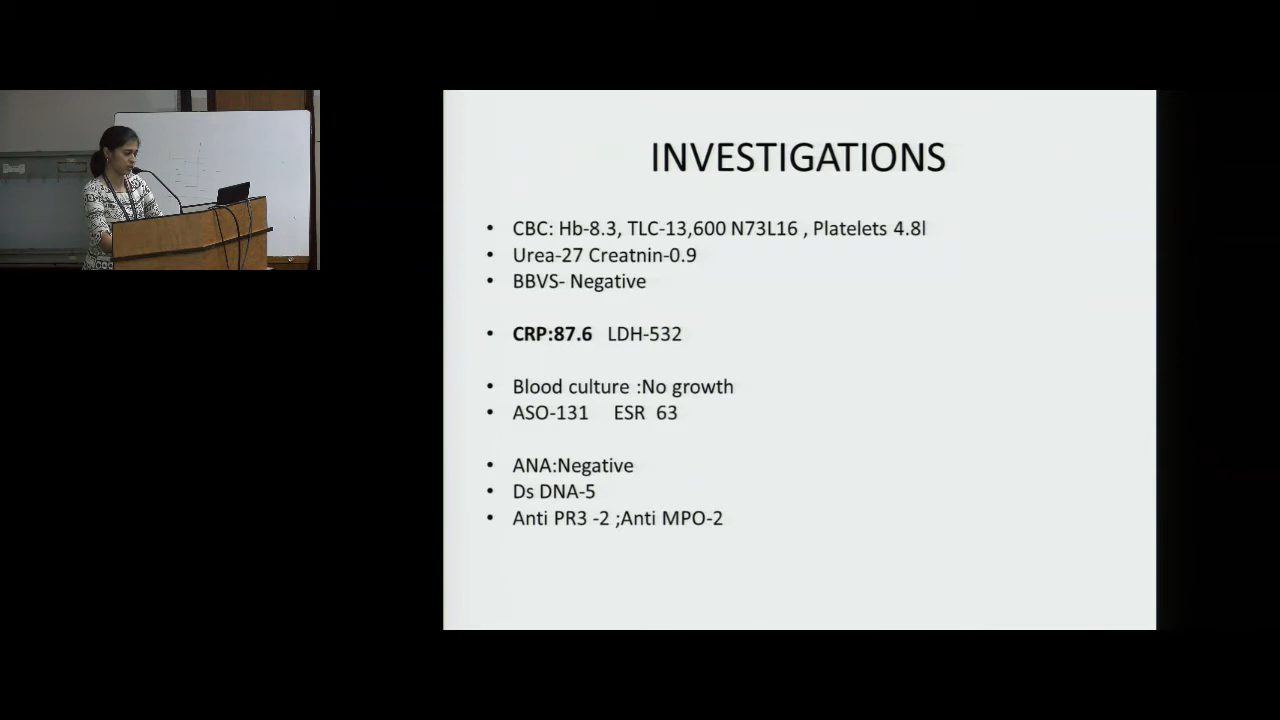 INVESTIGATIONS
• CBC: Hb-8.3, TLC-13,600 N73L16 , Platelets 4.8l
• Urea-27 Creatnin-0.9
• BBVS- Negative
• CRP:87.6 LDH-532
• Blood culture :No growth
• ASO-131 ESR 63
• ANA:Negative
• Ds DNA-5
• Anti PR3 -2 ;Anti MPO-2